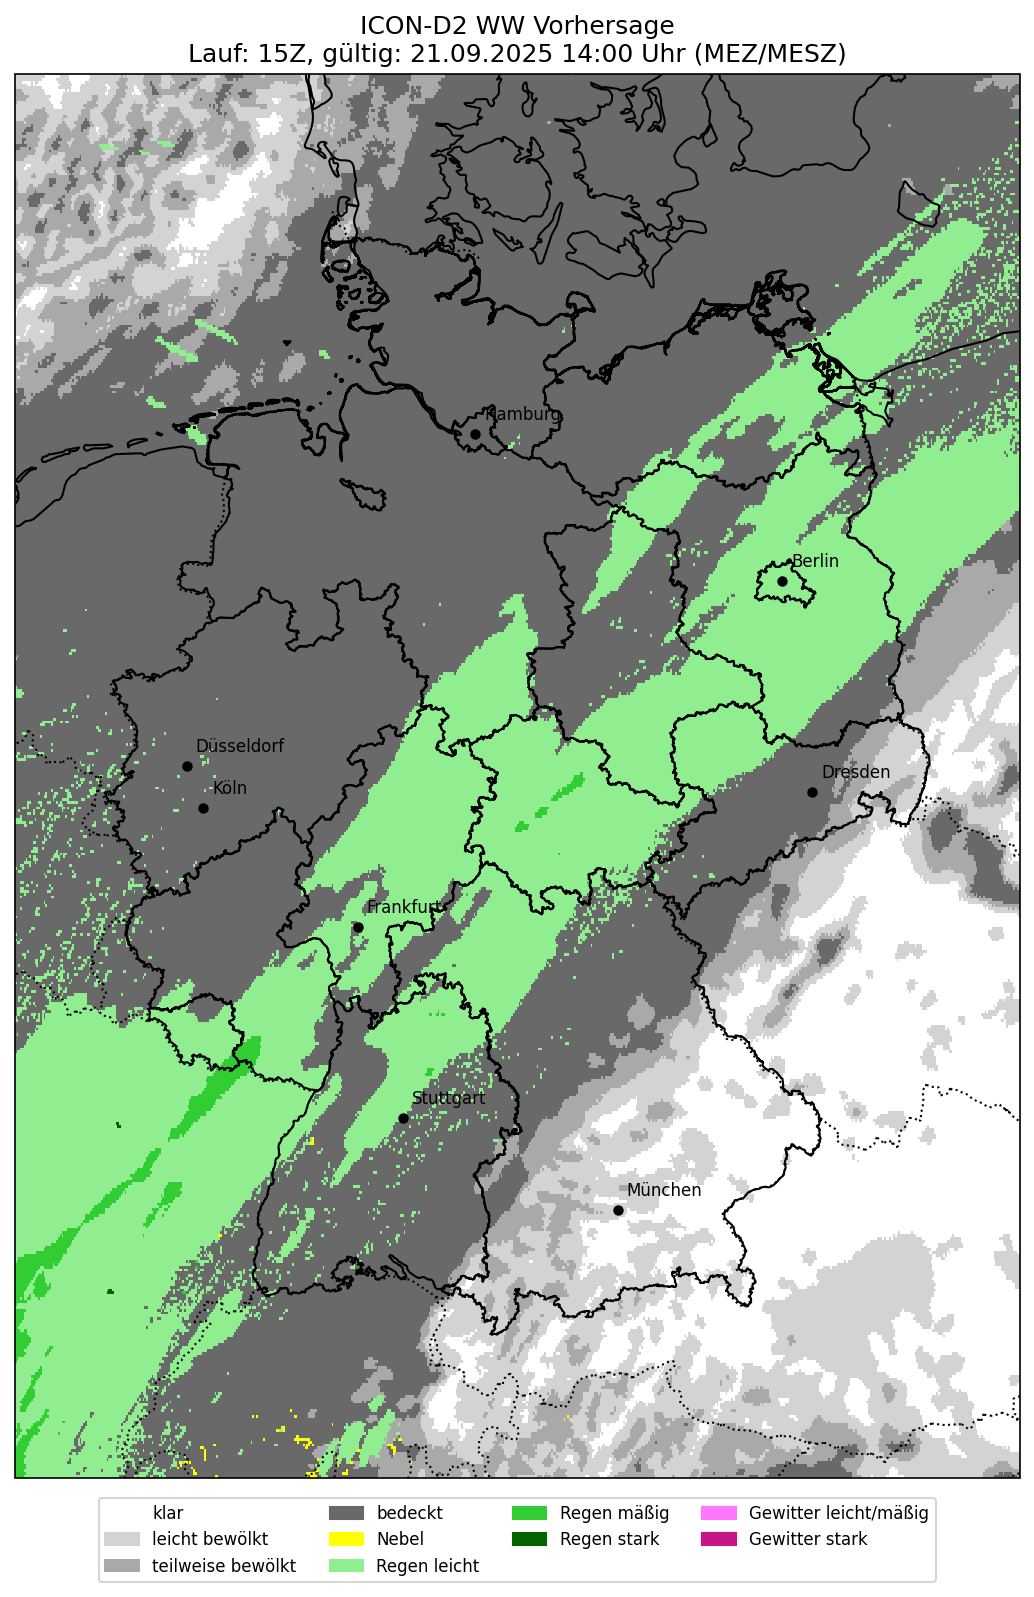 ICON-D2 WW Vorhersage
Lauf: 15Z, gültig: 21.09.2025 14:00 Uhr (MEZ/MESZ)
Hamburg
Berlin
Düsseldorf
Dresden
Köln
Frankfurt
Stuttgart
München
klar
leicht bewölkt
teilweise bewölkt
bedeckt
Nebel
Regen leicht
Regen mäßig
Regen stark
Gewitter leicht/mäßig
Gewitter stark